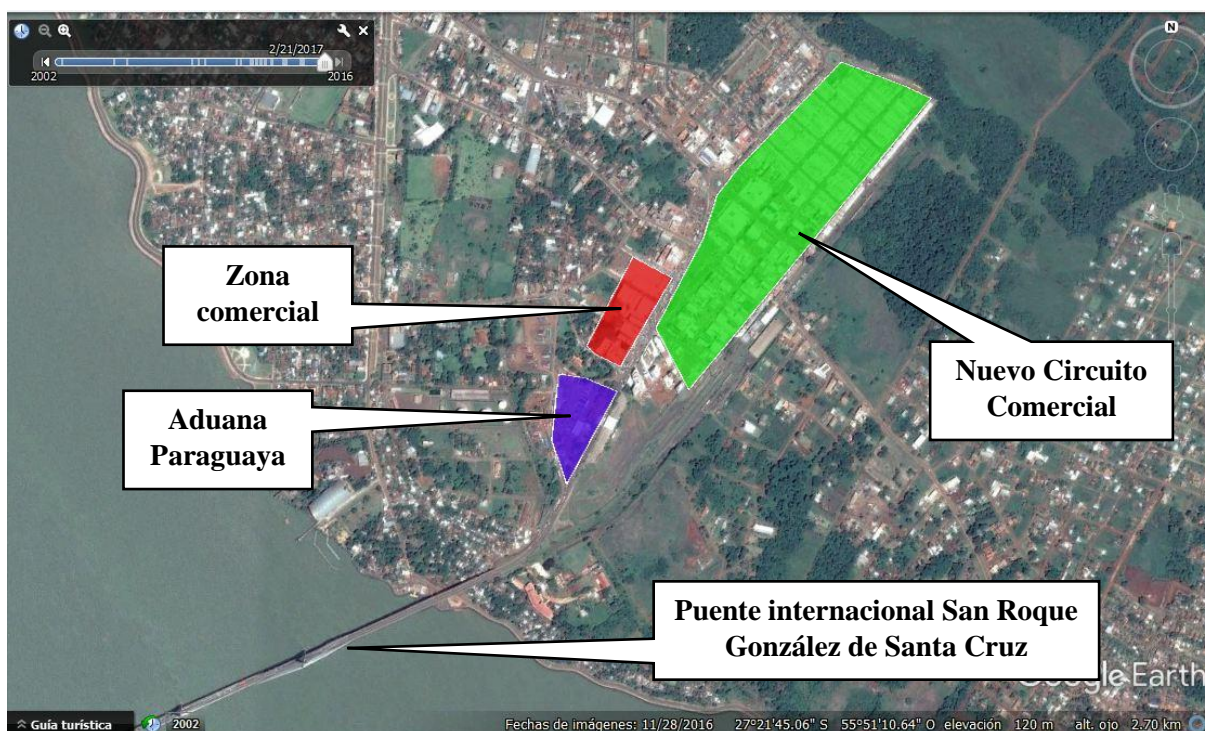 2/21/2017
2002
2016
N
Zona
comercial
Nuevo Circuito
Comercial
Aduana
Paraguaya
Puente internacional San Roque
González de Santa Cruz
Google Earth
Guía turística
2002
Fechas de imágenes: 11/28/2016 27°21'45.06" S 55°51'10.64" O elevación 120 m alt. ojo 2.70 km